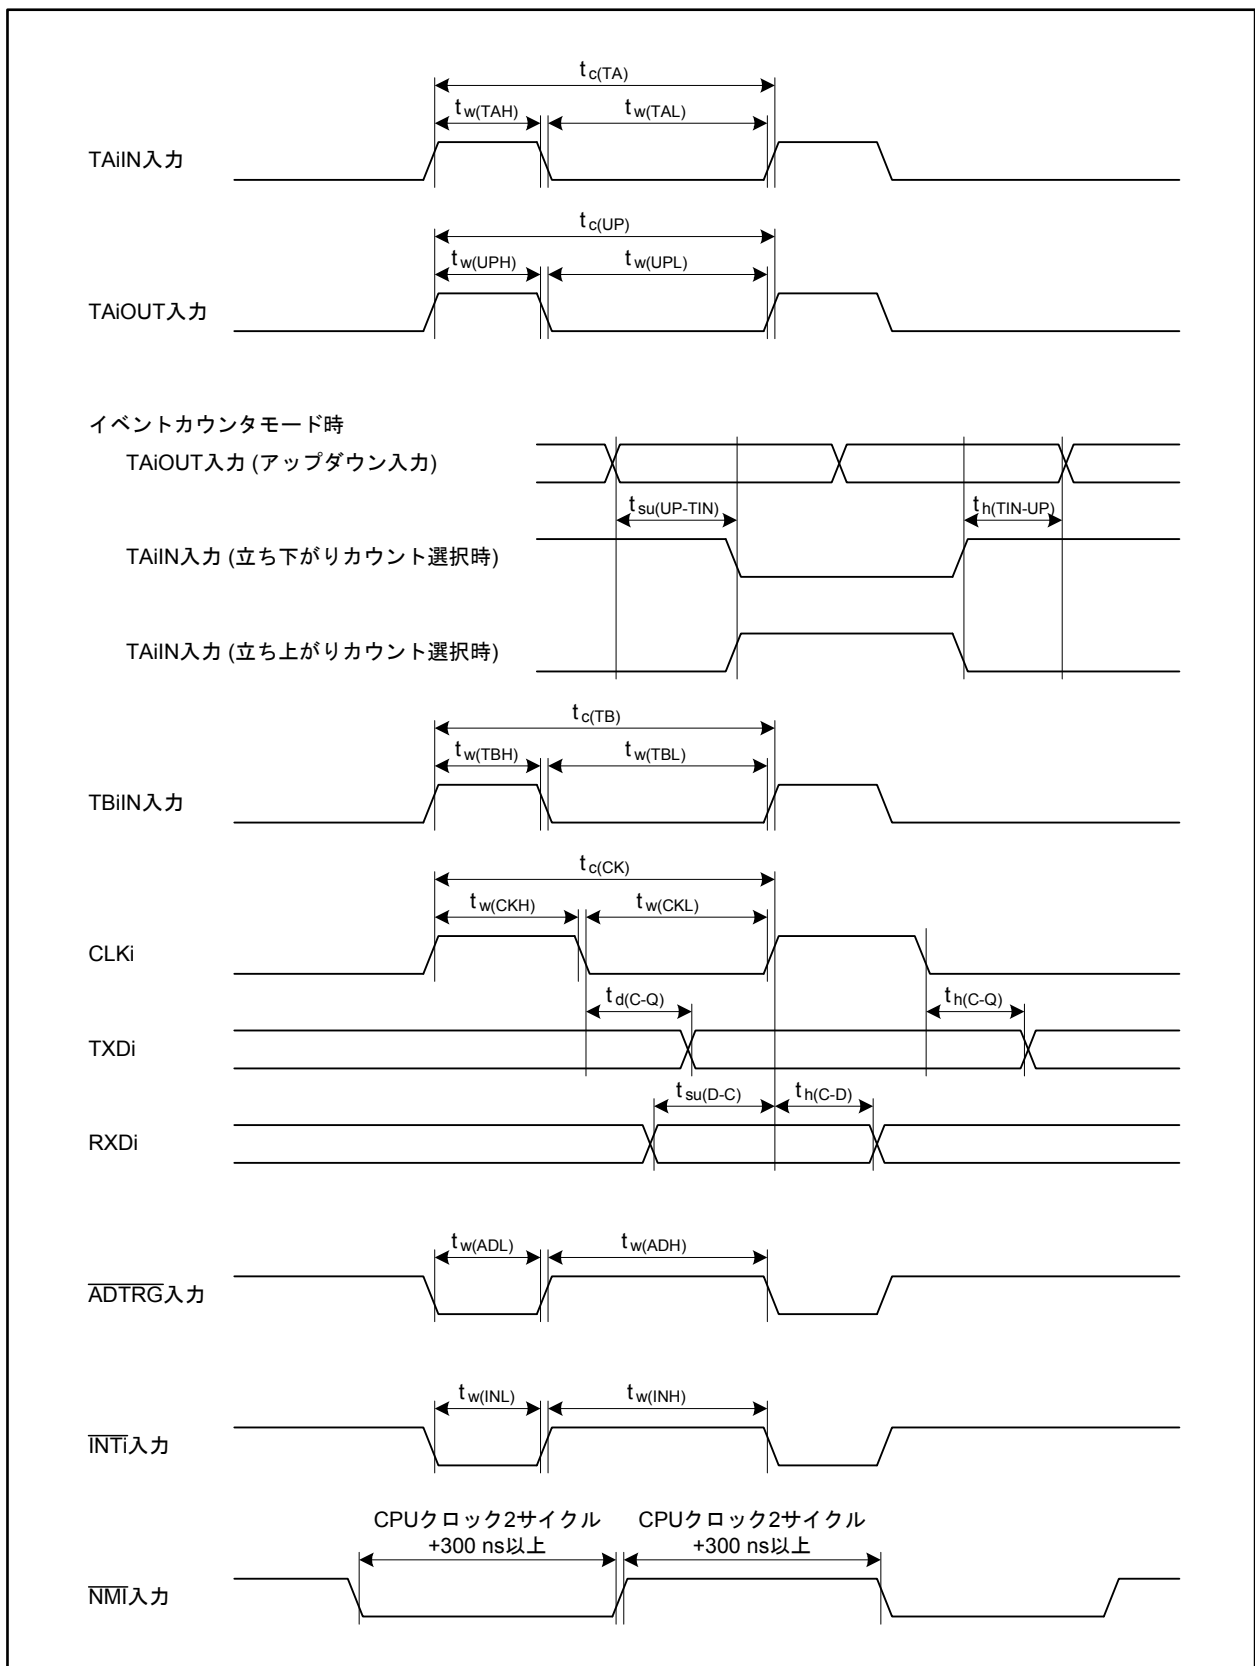 tc(TA)
tw(TAH) tw(TAL)
TAiIN入力
tc(UP)
tw(UPH) tw(UPL)
TAiOUT入力
イベントカウンタモード時
TAiOUT入力 (アップダウン入力)
tsu(UP-TIN) th(TIN-UP)
TAiIN入力 (立ち下がりカウント選択時)
TAiIN入力 (立ち上がりカウント選択時)
tc(TB)
tw(TBH) tw(TBL)
TBiIN入力
tc(CK)
tw(CKH) tw(CKL)
CLKi
td(C-Q) th(C-Q)
TXDi
tsu(D-C) th(C-D)
RXDi
tw(ADL) tw(ADH)
ADTRG入力
tw(INL) tw(INH)
INTi入力
CPUクロック2サイクル CPUクロック2サイクル
+300 ns以上 +300 ns以上
NMI入力